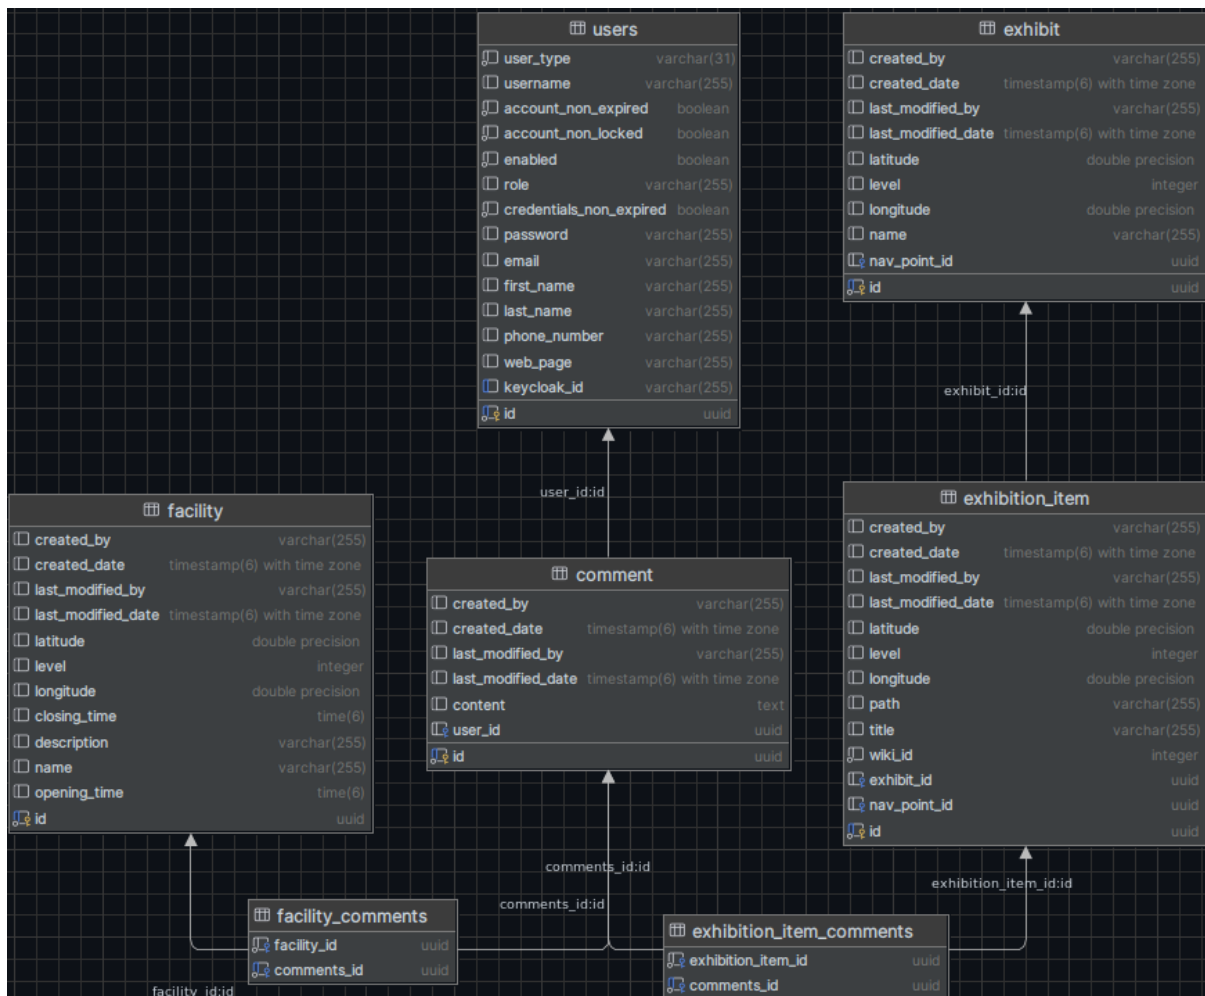 users
user_type varchar(31)
username varchar(255)
account_non_expired boolean
account_non_locked boolean
enabled boolean
role varchar(255)
credentials_non_expired boolean
password varchar(255)
email varchar(255)
first_name varchar(255)
last_name varchar(255)
phone_number varchar(255)
web_page varchar(255)
keycloak_id varchar(255)
id uuid
exhibit
created_by varchar(255)
created_date timestamp(6) with time zone
last_modified_by varchar(255)
last_modified_date timestamp(6) with time zone
latitude double precision
level integer
longitude double precision
name varchar(255)
nav_point_id uuid
id uuid
exhibit_id:id
user_id:id
facility
created_by varchar(255)
created_date timestamp(6) with time zone
last_modified_by varchar(255)
last_modified_date timestamp(6) with time zone
latitude double precision
level integer
longitude double precision
closing_time time(6)
description varchar(255)
name varchar(255)
opening_time time(6)
id uuid
comment
created_by varchar(255)
created_date timestamp(6) with time zone
last_modified_by varchar(255)
last_modified_date timestamp(6) with time zone
content text
user_id uuid
id uuid
exhibition_item
created_by varchar(255)
created_date timestamp(6) with time zone
last_modified_by varchar(255)
last_modified_date timestamp(6) with time zone
latitude double precision
level integer
longitude double precision
path varchar(255)
title varchar(255)
wiki_id integer
exhibit_id uuid
nav_point_id uuid
id uuid
comments_id:id
exhibition_item_id:id
comments_id:id
facility_comments
facility_id uuid
comments_id uuid
exhibition_item_comments
exhibition_item_id uuid
comments_id uuid
facility_id:id